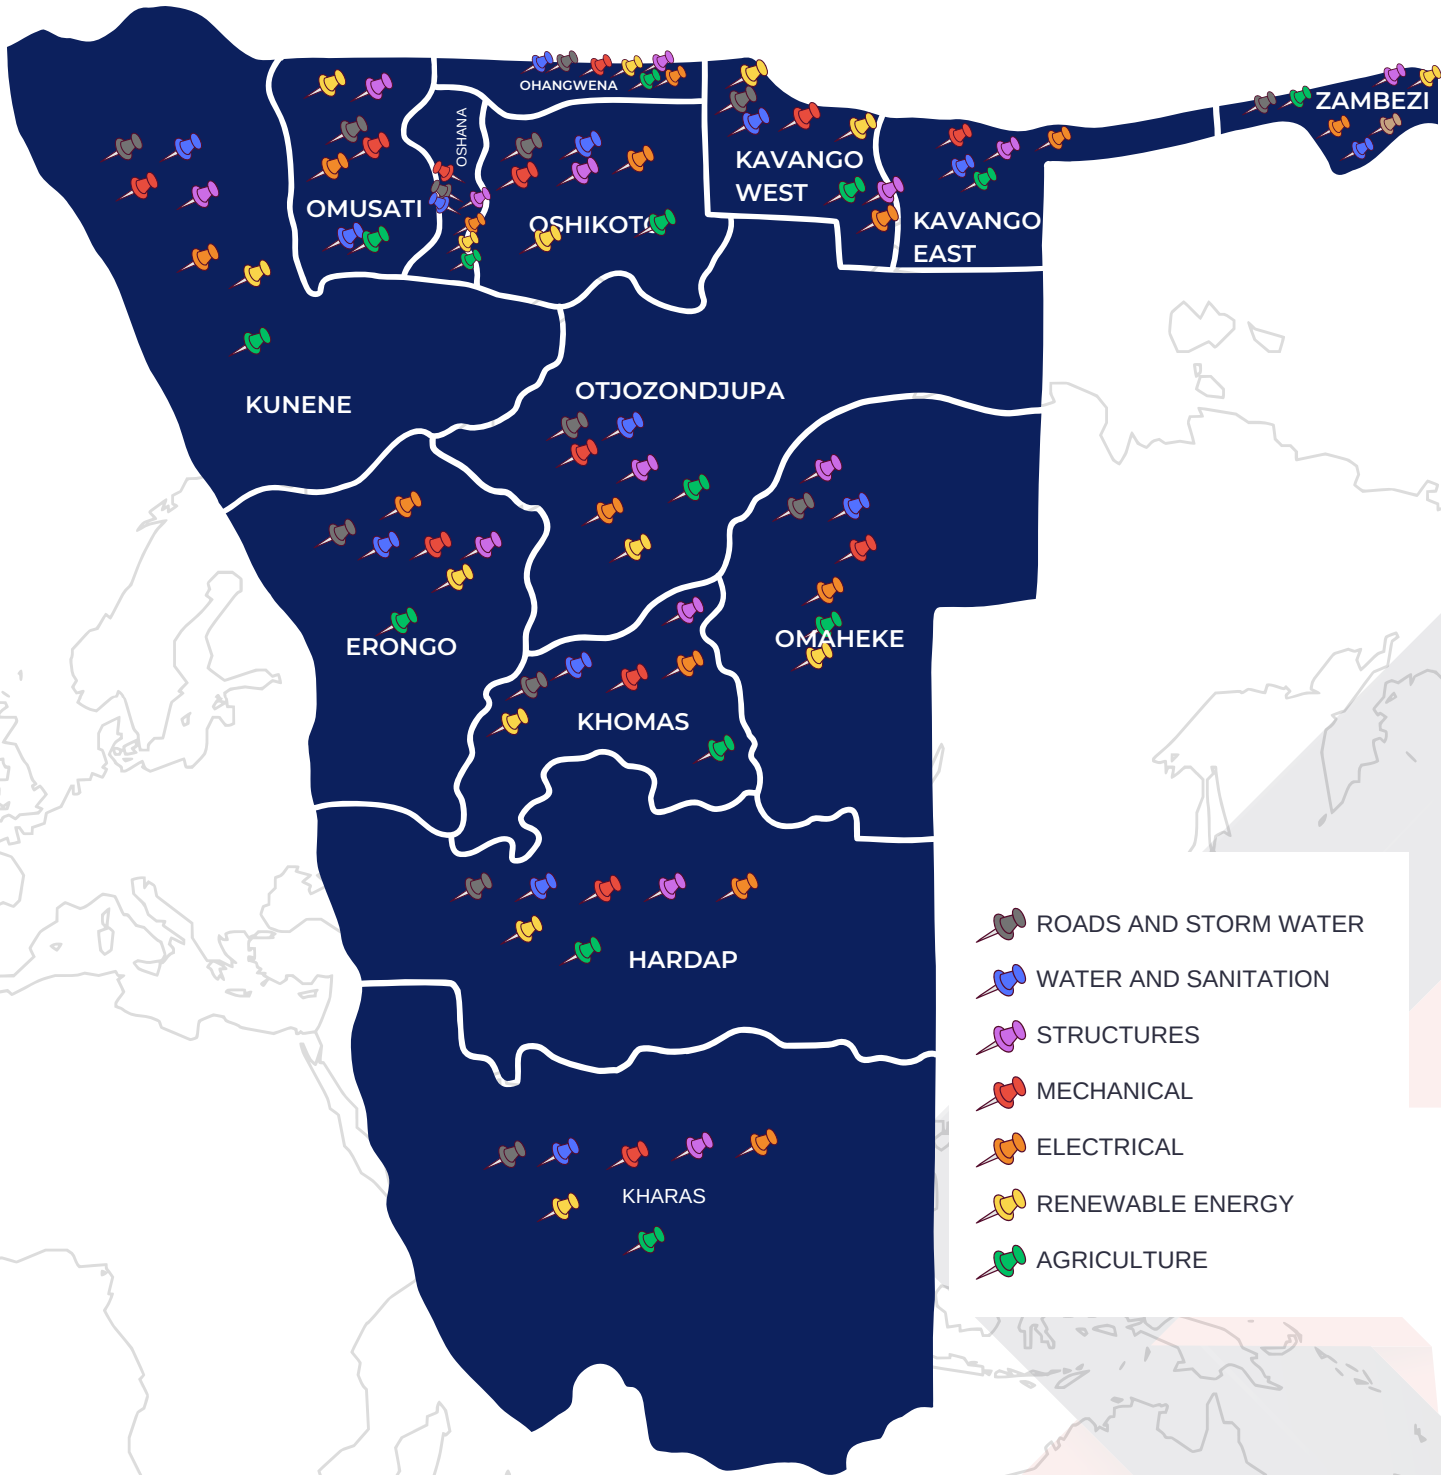 OHANGWENA
ZAMBEZI
OSHANA
KAVANGO
WEST
OMUSATI
OSHIKOTO
KAVANGO
EAST
KUNENE
OTJOZONDJUPA
ERONGO
OMAHEKE
KHOMAS
HARDAP
KHARAS
ROADS AND STORM WATER
WATER AND SANITATION
STRUCTURES
MECHANICAL
ELECTRICAL
RENEWABLE ENERGY
AGRICULTURE